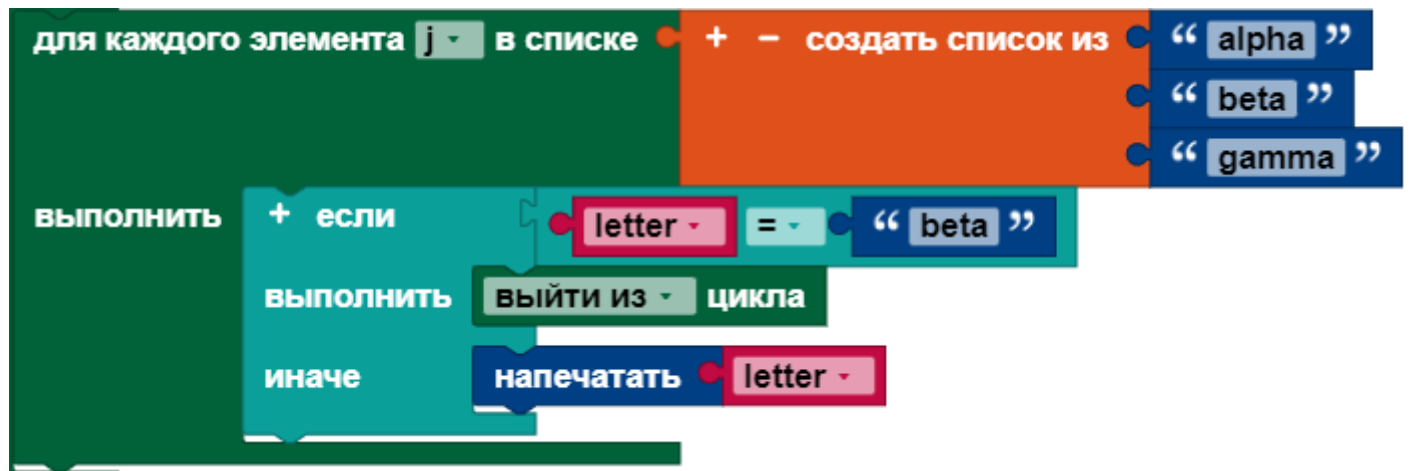 для каждого элемента j в списке + − создать список из “ alpha ”
“ beta ”
“ gamma ”
выполнить + если letter = “ beta ”
выполнить выйти из цикла
иначе напечатать letter